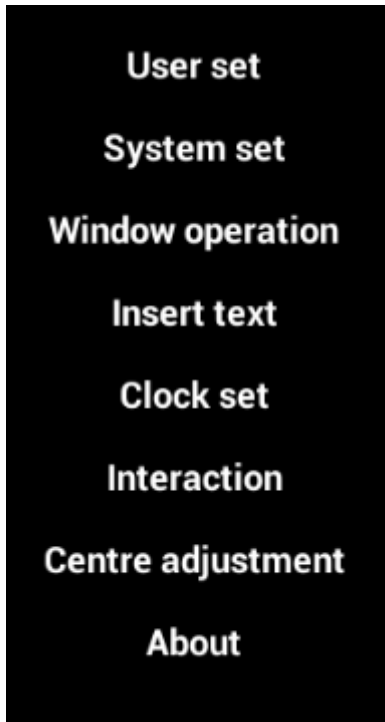 User set
System set
Window operation
Insert text
Clock set
Interaction
Centre adjustment
About